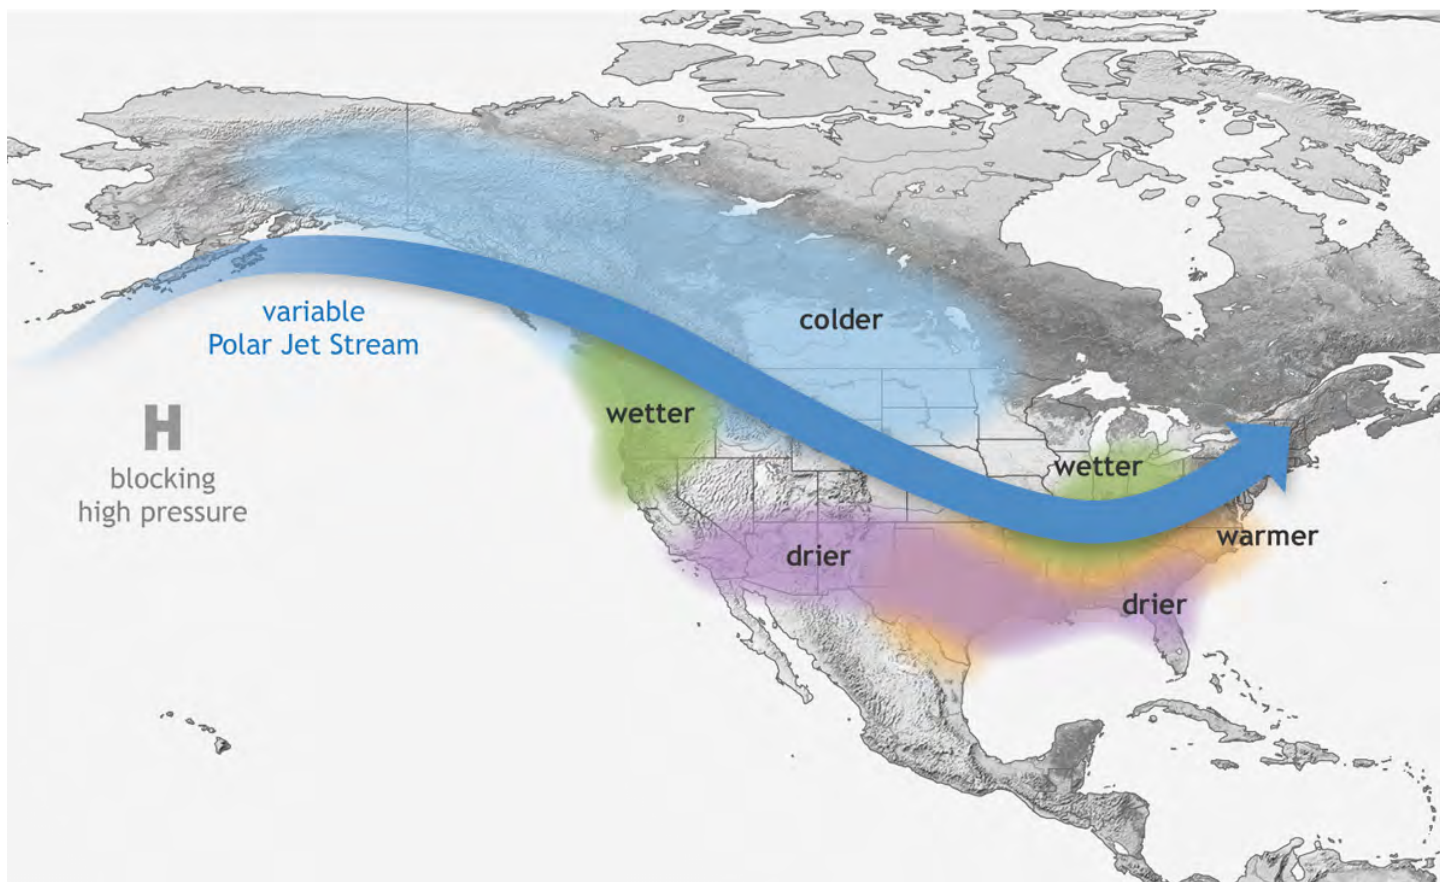 variable
Polar Jet Stream
colder
H
wetter
blocking
high pressure
wetter
drier
warmer
drier